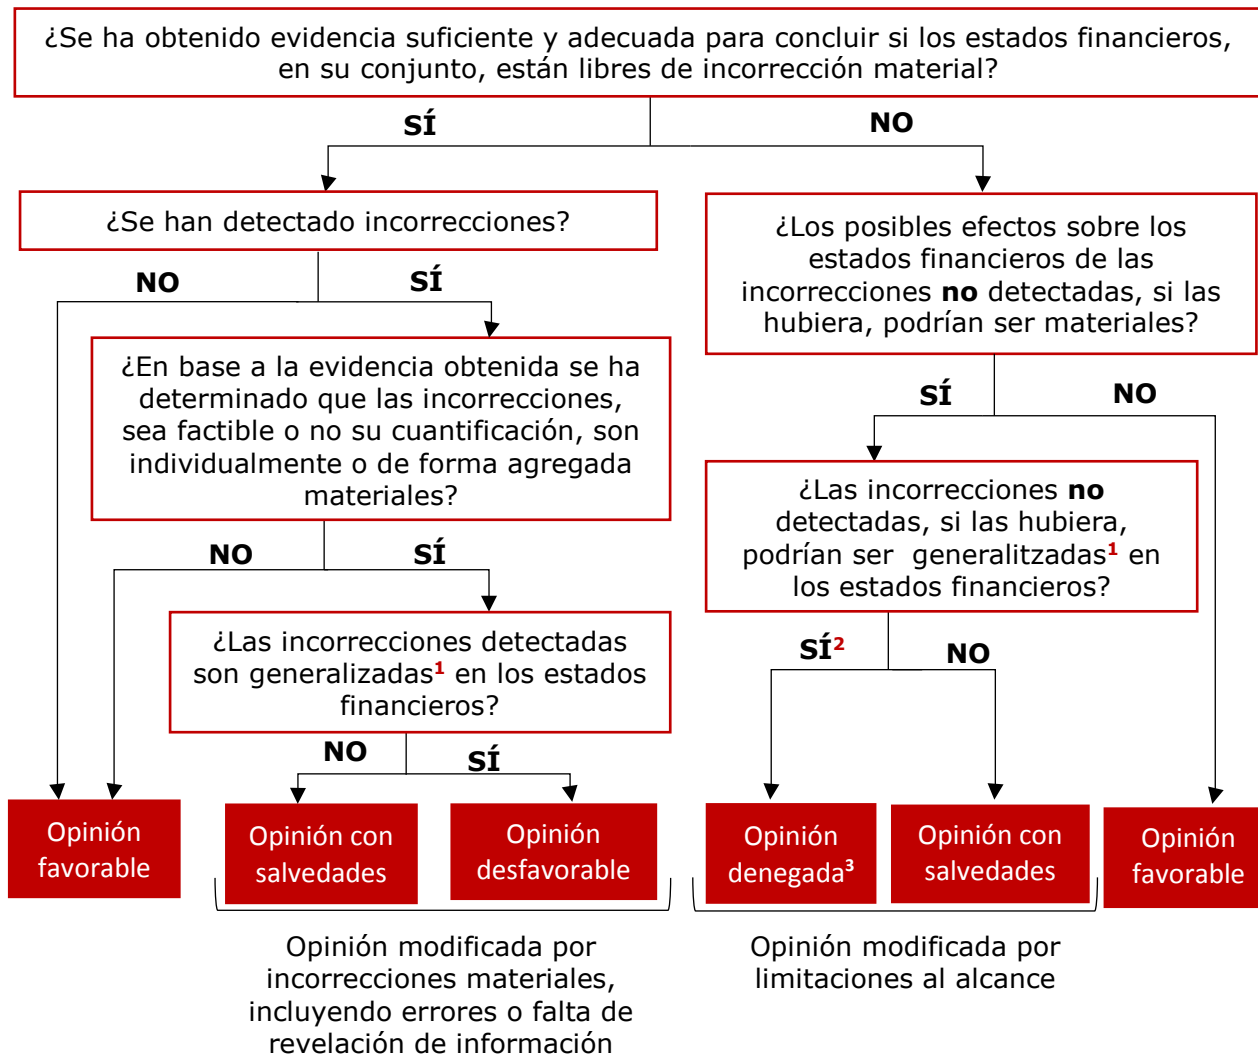 ¿Se ha obtenido evidencia suficiente y adecuada para concluir si los estados financieros,
en su conjunto, están libres de incorrección material?
SÍ
NO
¿Se han detectado incorrecciones?
¿Los posibles efectos sobre los
estados financieros de las
incorrecciones no detectadas, si las
hubiera, podrían ser materiales?
NO
SÍ
¿En base a la evidencia obtenida se ha
determinado que las incorrecciones,
sea factible o no su cuantificación, son
individualmente o de forma agregada
materiales?
SÍ
NO
¿Las incorrecciones no
detectadas, si las hubiera,
podrían ser generalitzadas¹ en
los estados financieros?
NO
SÍ
¿Las incorrecciones detectadas
son generalizadas¹ en los estados
financieros?
SÍ²
NO
NO
SÍ
Opinión
favorable
Opinión con
salvedades
Opinión
desfavorable
Opinión
denegada³
Opinión con
salvedades
Opinión
favorable
Opinión modificada por
incorrecciones materiales,
incluyendo errores o falta de
revelación de información
Opinión modificada por
limitaciones al alcance